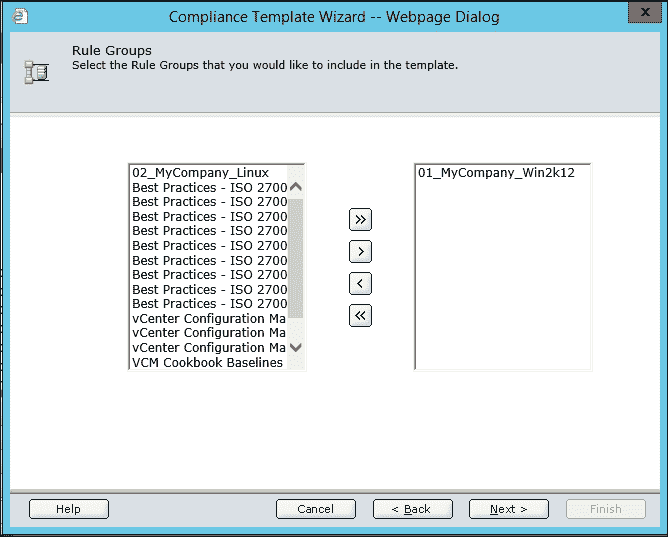 Compliance Template Wizard -- Webpage Dialog
x
Rule Groups
Select the Rule Groups that you would like to include in the template.
02_MyCompany_Linux
Best Practices - ISO 2700
Best Practices - ISO 2700
Best Practices - ISO 2700
Best Practices - ISO 2700
Best Practices - ISO 2700
Best Practices - ISO 2700
Best Practices - ISO 2700
Best Practices - ISO 2700
Best Practices - ISO 2700
vCenter Configuration Ma
vCenter Configuration Ma
vCenter Configuration Ma
VCM Cookbook Baselines
>>
>
<
<<
01_MyCompany_Win2k12
Help
Cancel
< Back
Next >
Finish